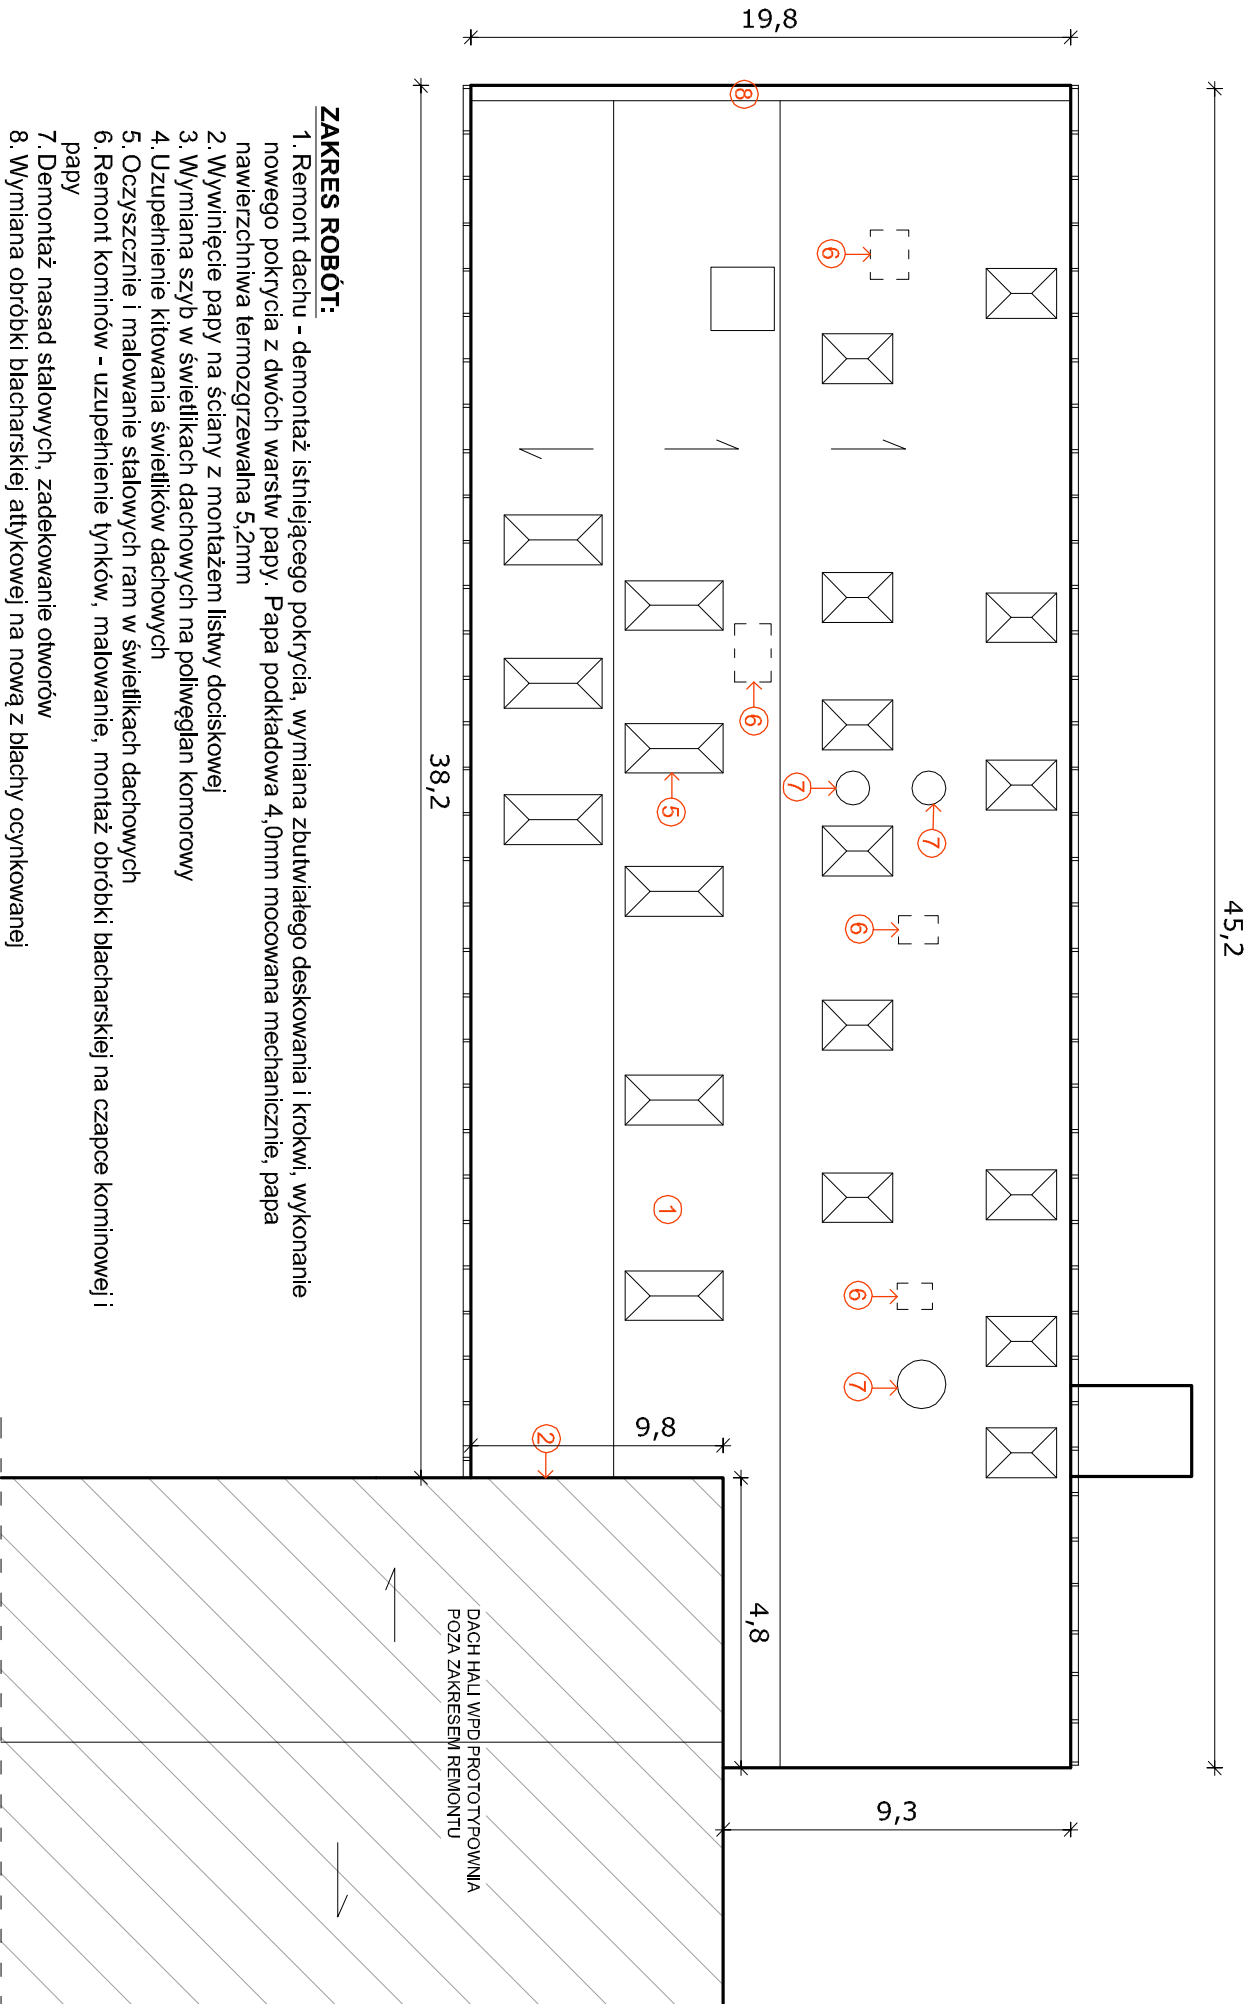 45,2
19,8
8
6
6
7
7
5
6
1
6
7
2
9,8
4,8
9,3
38,2
DACH HALI WPD PROTOTYPOWNIA
POZA ZAKRESEM REMONTU
ZAKRES ROBÓT:
1. Remont dachu - demontaż istniejącego pokrycia, wymiana zbutwiałego deskowania i krokwi, wykonanie
nowego pokrycia z dwóch warstw papy. Papa podkładowa 4,0mm mocowana mechanicznie, papa
nawierzchniwa termozgrzewalna 5,2mm
2. Wywinięcie papy na ściany z montażem listwy dociskowej
3. Wymiana szyb w świetlikach dachowych na poliwęglan komorowy
4. Uzupełnienie kitowania świetlików dachowych
5. Oczyszcznie i malowanie stalowych ram w świetlikach dachowych
6. Remont kominów - uzupełnienie tynków, malowanie, montaż obróbki blacharskiej na czapce kominowej i
papy
7. Demontaż nasad stalowych, zadekowanie otworów
8. Wymiana obróbki blacharskiej attykowej na nową z blachy ocynkowanej